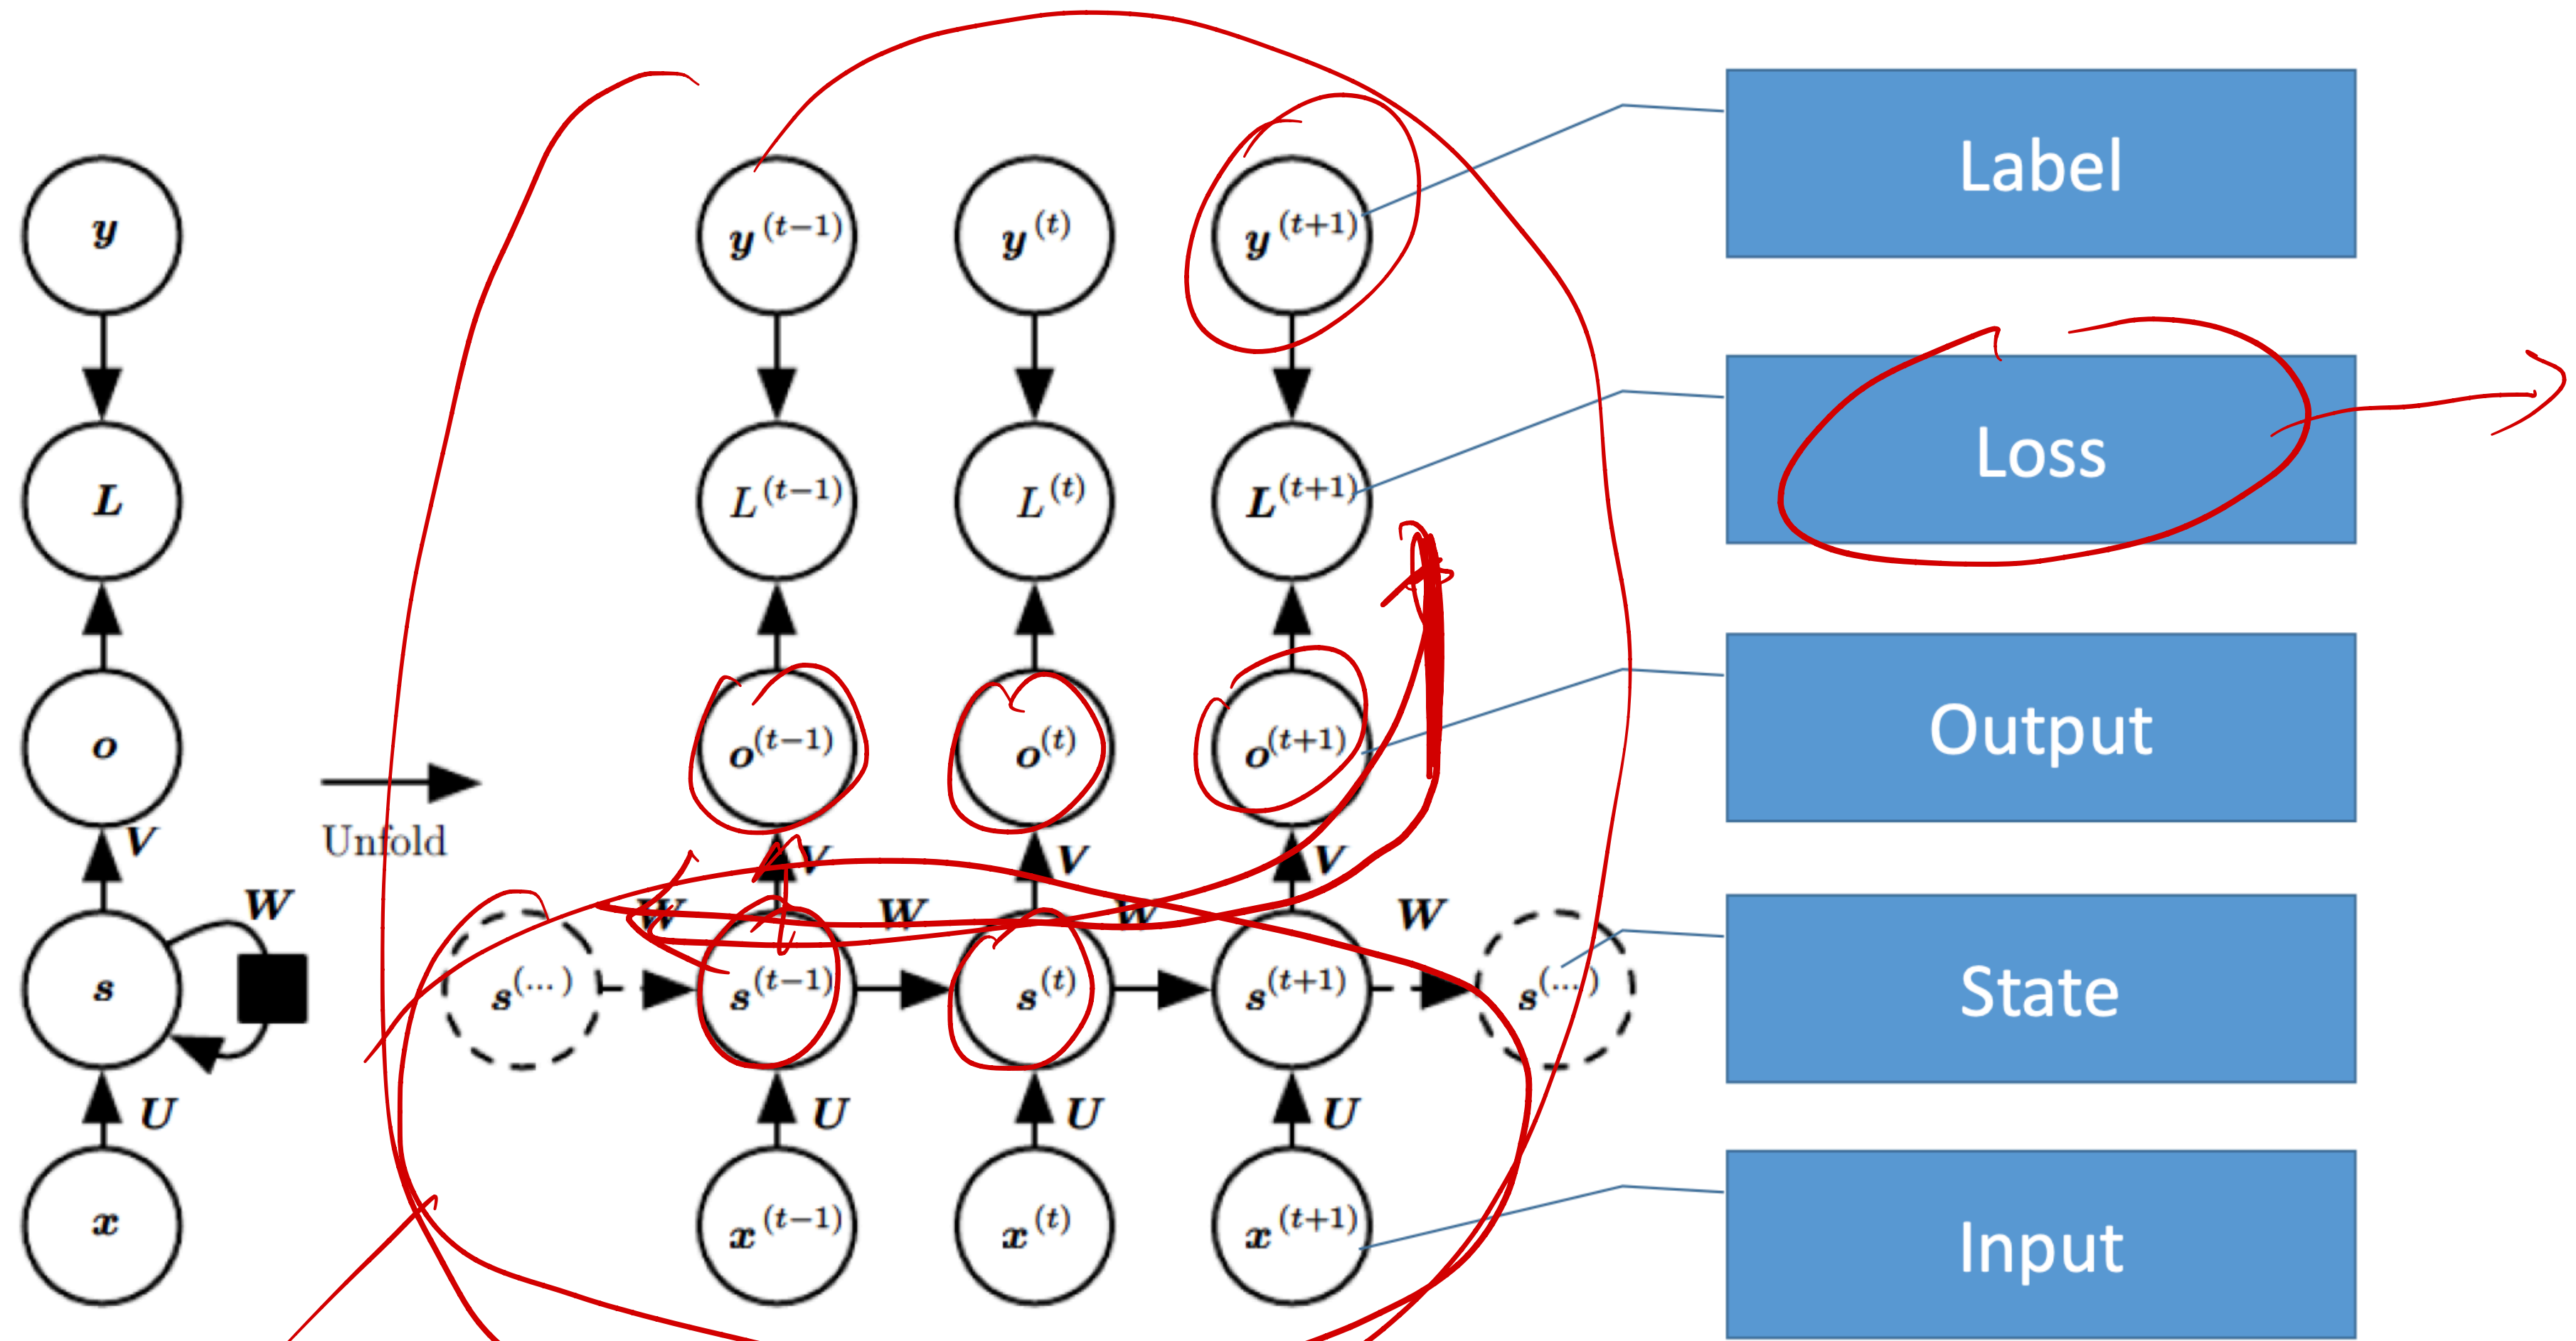 y
y (t−1)
y (t)
y (t+1)
Label
L
L (t−1)
L (t)
L (t+1)
Loss
o
o (t−1)
o (t)
o (t+1)
Output
Unfold
V
V
V
V
W
W
W
W
W
s
s (...)
s (t−1)
s (t)
s (t+1)
s (...)
State
U
U
U
U
x
x (t−1)
x (t)
x (t+1)
Input